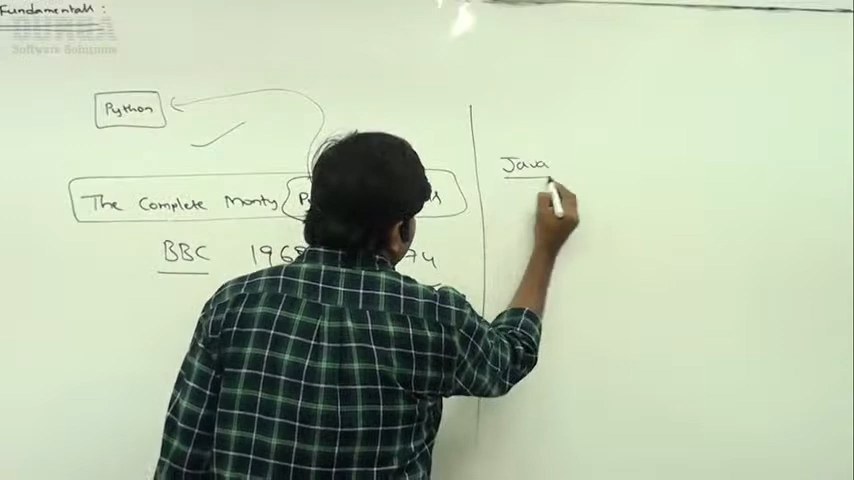 Fundamentals:
DURGA
Software Solutions
Python
The Complete Monty
BBC
Java